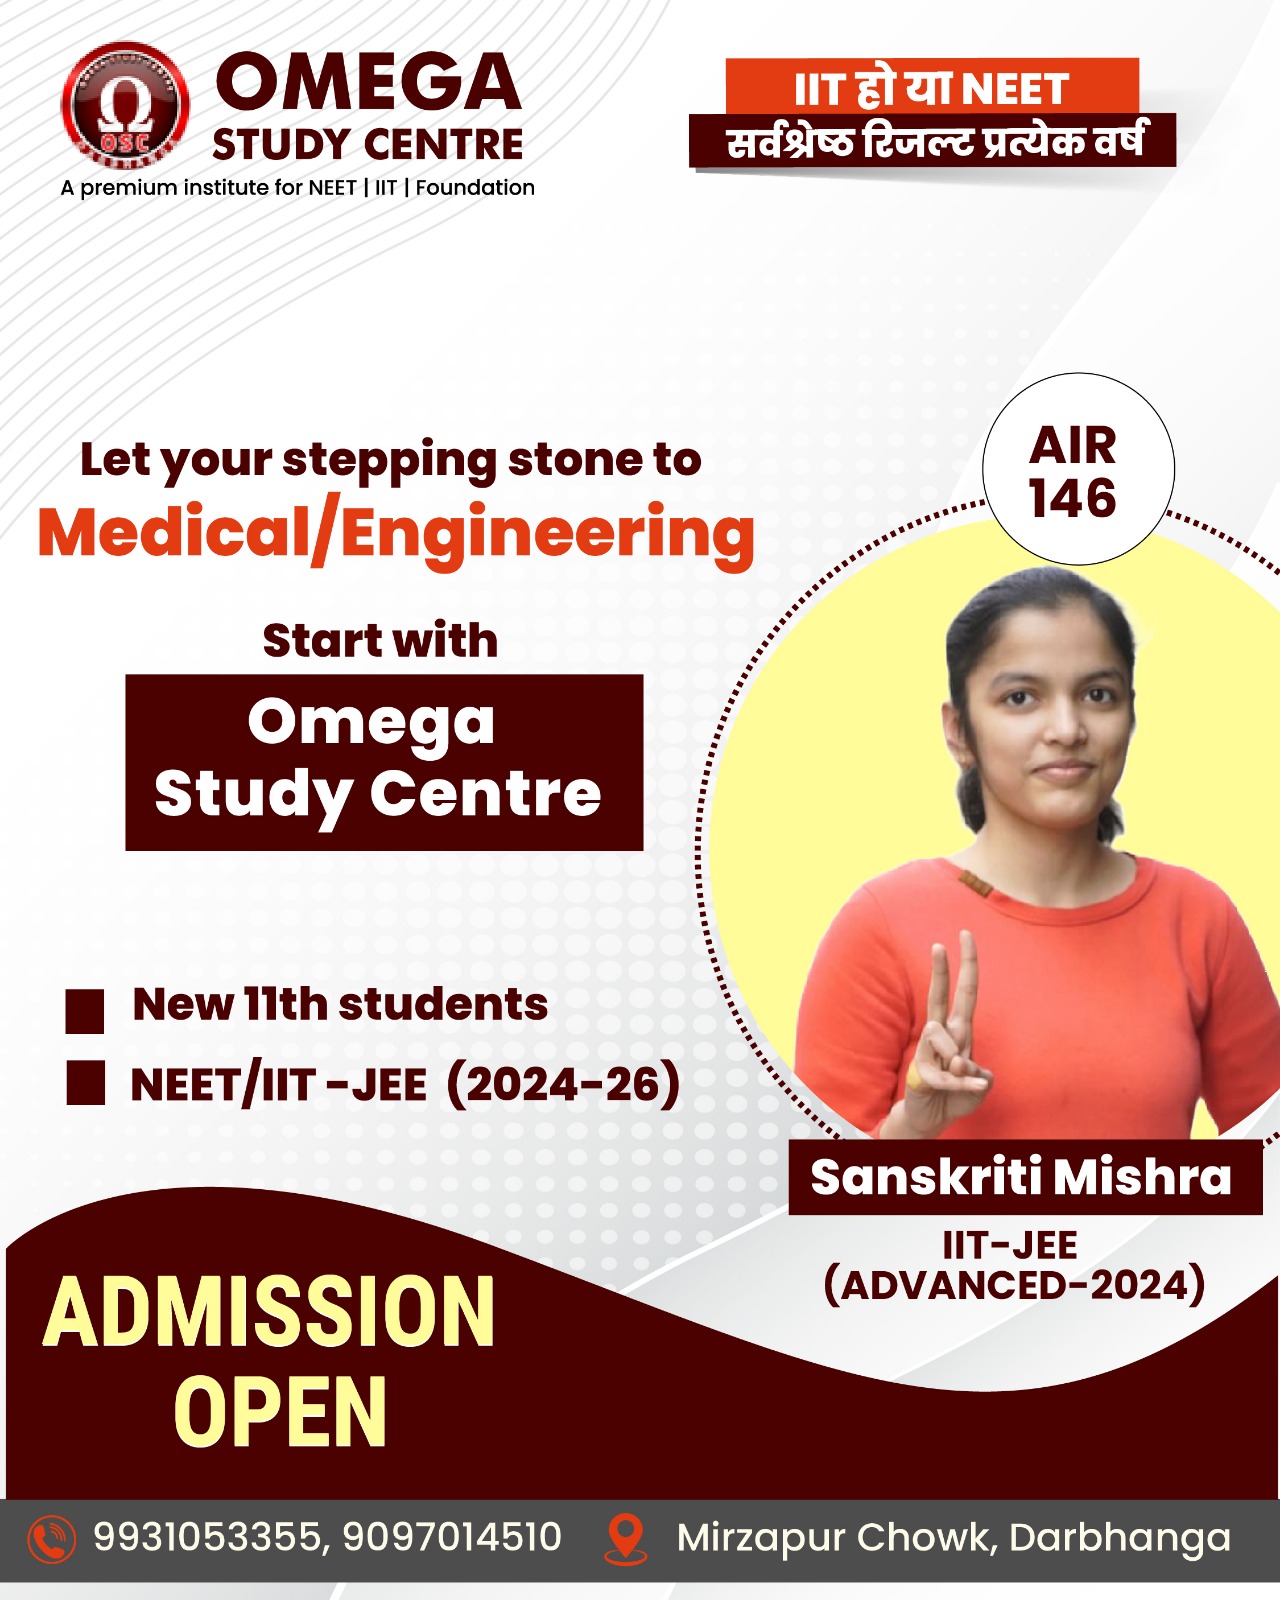 Ω
OSC
OMEGA
STUDY CENTRE
A premium institute for NEET | IIT | Foundation
IIT हो या NEET
सर्वश्रेष्ठ रिजल्ट प्रत्येक वर्ष
Let your stepping stone to
Medical/Engineering
Start with
Omega
Study Centre
AIR
146
New 11th students
NEET/IIT -JEE (2024-26)
Sanskriti Mishra
IIT-JEE
(ADVANCED-2024)
ADMISSION
OPEN
9931053355, 9097014510
Mirzapur Chowk, Darbhanga